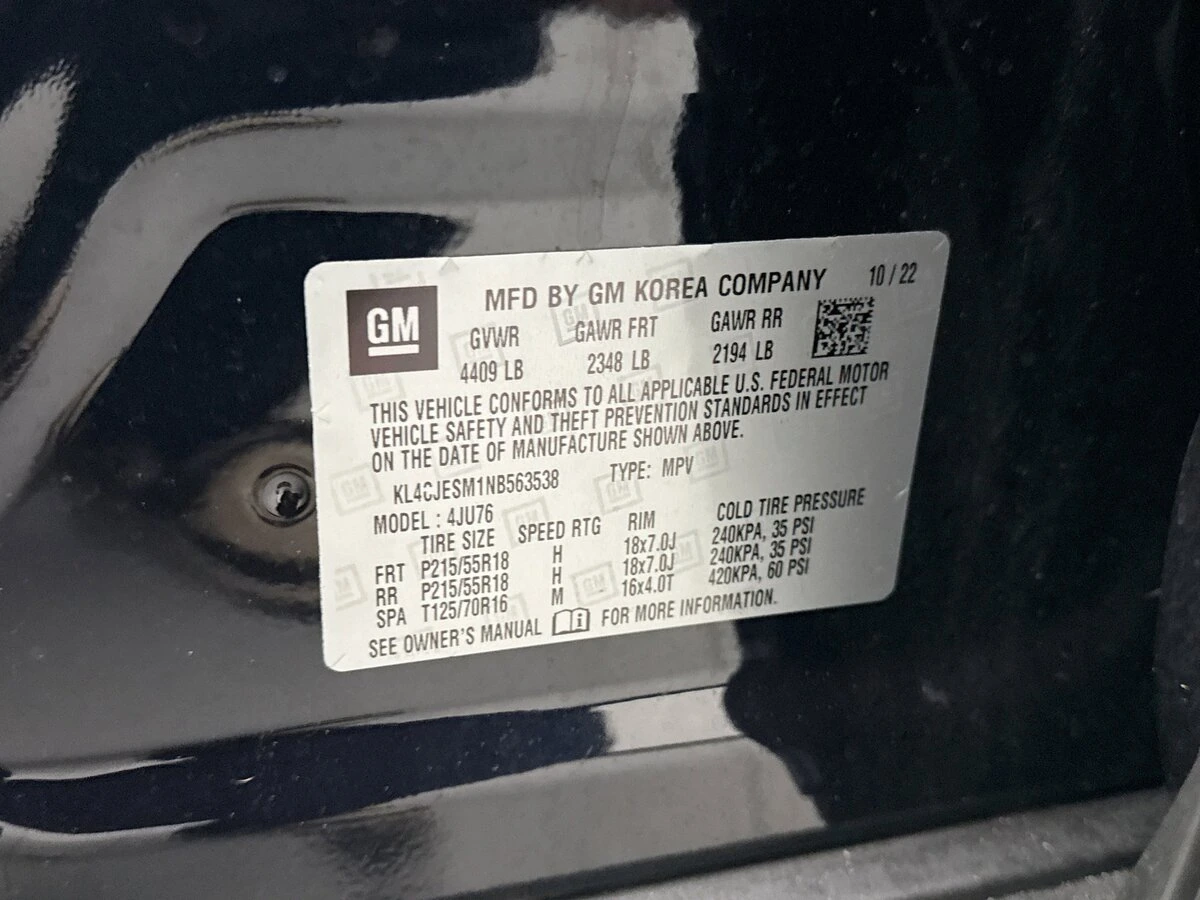 GM
MFD BY GM KOREA COMPANY 10 / 22
GVWR GAWR FRT GAWR RR
4409 LB 2348 LB 2194 LB
THIS VEHICLE CONFORMS TO ALL APPLICABLE U.S. FEDERAL MOTOR
VEHICLE SAFETY AND THEFT PREVENTION STANDARDS IN EFFECT
ON THE DATE OF MANUFACTURE SHOWN ABOVE.
KL4CJESM1NB563538 TYPE: MPV
MODEL : 4JU76
TIRE SIZE SPEED RTG RIM COLD TIRE PRESSURE
FRT P215/55R18 H 18x7.0J 240KPA, 35 PSI
RR P215/55R18 H 18x7.0J 240KPA, 35 PSI
SPA T125/70R16 M 16x4.0T 420KPA, 60 PSI
SEE OWNER'S MANUAL i FOR MORE INFORMATION.